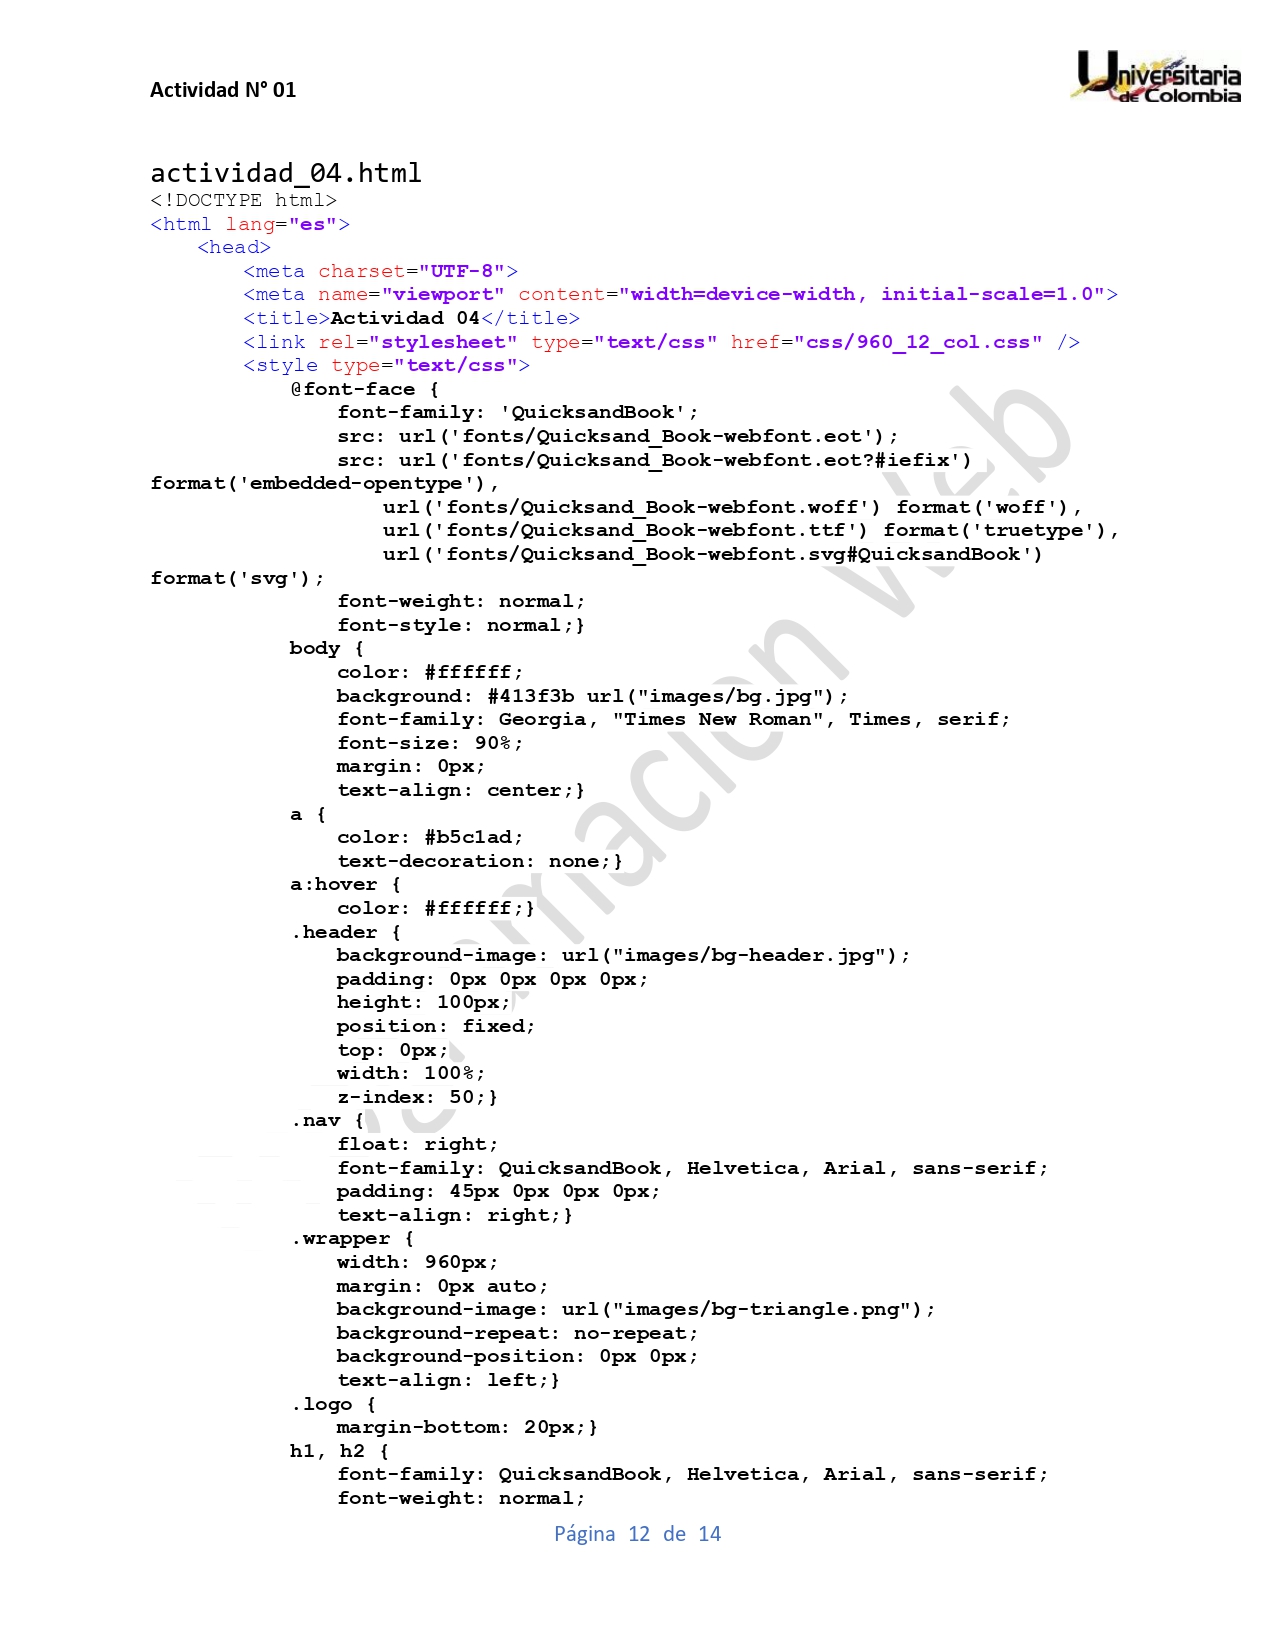 Actividad N° 01
Universitaria
de Colombia
actividad_04.html
<!DOCTYPE html>
<html lang="es">
<head>
<meta charset="UTF-8">
<meta name="viewport" content="width=device-width, initial-scale=1.0">
<title>Actividad 04</title>
<link rel="stylesheet" type="text/css" href="css/960_12_col.css" />
<style type="text/css">
@font-face {
font-family: 'QuicksandBook';
src: url('fonts/Quicksand_Book-webfont.eot');
src: url('fonts/Quicksand_Book-webfont.eot?#iefix')
format('embedded-opentype'),
url('fonts/Quicksand_Book-webfont.woff') format('woff'),
url('fonts/Quicksand_Book-webfont.ttf') format('truetype'),
url('fonts/Quicksand_Book-webfont.svg#QuicksandBook')
format('svg');
font-weight: normal;
font-style: normal;}
body {
color: #ffffff;
background: #413f3b url("images/bg.jpg");
font-family: Georgia, "Times New Roman", Times, serif;
font-size: 90%;
margin: 0px;
text-align: center;}
a {
color: #b5c1ad;
text-decoration: none;}
a:hover {
color: #ffffff;}
.header {
background-image: url("images/bg-header.jpg");
padding: 0px 0px 0px 0px;
height: 100px;
position: fixed;
top: 0px;
width: 100%;
z-index: 50;}
.nav {
float: right;
font-family: QuicksandBook, Helvetica, Arial, sans-serif;
padding: 45px 0px 0px 0px;
text-align: right;}
.wrapper {
width: 960px;
margin: 0px auto;
background-image: url("images/bg-triangle.png");
background-repeat: no-repeat;
background-position: 0px 0px;
text-align: left;}
.logo {
margin-bottom: 20px;}
h1, h2 {
font-family: QuicksandBook, Helvetica, Arial, sans-serif;
font-weight: normal;
Página 12 de 14